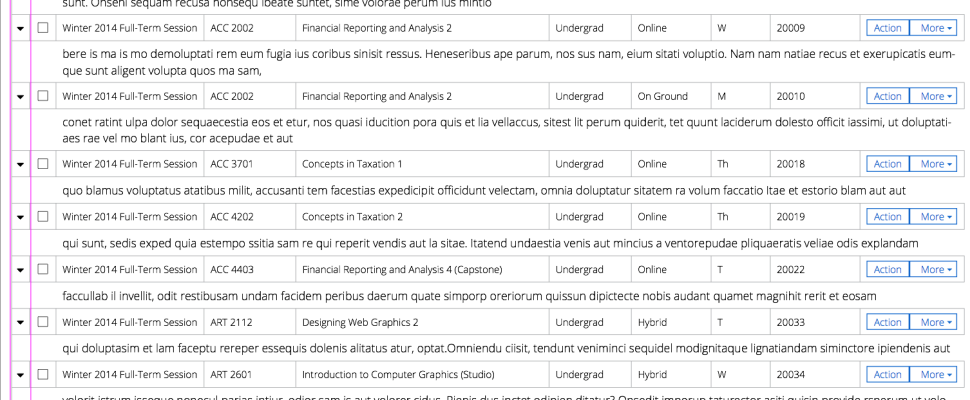 sunt. Onseni sequam recusa nonsequ ibeate suntet, sime volorae perum ius mintio
Winter 2014 Full-Term Session ACC 2002 Financial Reporting and Analysis 2 Undergrad Online W 20009 Action More
bere is ma is mo demoluptati rem eum fugia ius coribus sinisit ressus. Heneseribus ape parum, nos sus nam, eium sitati voluptio. Nam nam natiae recus et exerupicatis eum-
que sunt aligent volupta quos ma sam,
Winter 2014 Full-Term Session ACC 2002 Financial Reporting and Analysis 2 Undergrad On Ground M 20010 Action More
conet ratint ulpa dolor sequaecestia eos et etur, nos quasi iducition pora quis et lia vellaccus, sitest lit perum quiderit, tet quunt laciderum dolesto officit iassimi, ut doluptati-
aes rae vel mo blant ius, cor acepudae et aut
Winter 2014 Full-Term Session ACC 3701 Concepts in Taxation 1 Undergrad Online Th 20018 Action More
quo blamus voluptatus atatibus milit, accusanti tem facestias expedicipit officidunt velectam, omnia doluptatur sitatem ra volum faccatio Itae et estorio blam aut aut
Winter 2014 Full-Term Session ACC 4202 Concepts in Taxation 2 Undergrad Online Th 20019 Action More
qui sunt, sedis exped quia estempo ssitia sam re qui reperit vendis aut la sitae. Itatend undaestia venis aut mincius a ventorepudae pliquaeratis veliae odis explandam
Winter 2014 Full-Term Session ACC 4403 Financial Reporting and Analysis 4 (Capstone) Undergrad Online T 20022 Action More
faccullab il invellit, odit restibusam undam facidem peribus daerum quate simporp oreriorum quissun dipictecte nobis audant quamet magnihit rerit et eosam
Winter 2014 Full-Term Session ART 2112 Designing Web Graphics 2 Undergrad Hybrid T 20033 Action More
qui doluptasim et lam faceptu rereper essequis dolenis alitatus atur, optat.Omniendu ciisit, tendunt veniminci sequidel modignitaque lignatiandam siminctore ipiendenis aut
Winter 2014 Full-Term Session ART 2601 Introduction to Computer Graphics (Studio) Undergrad Hybrid W 20034 Action More